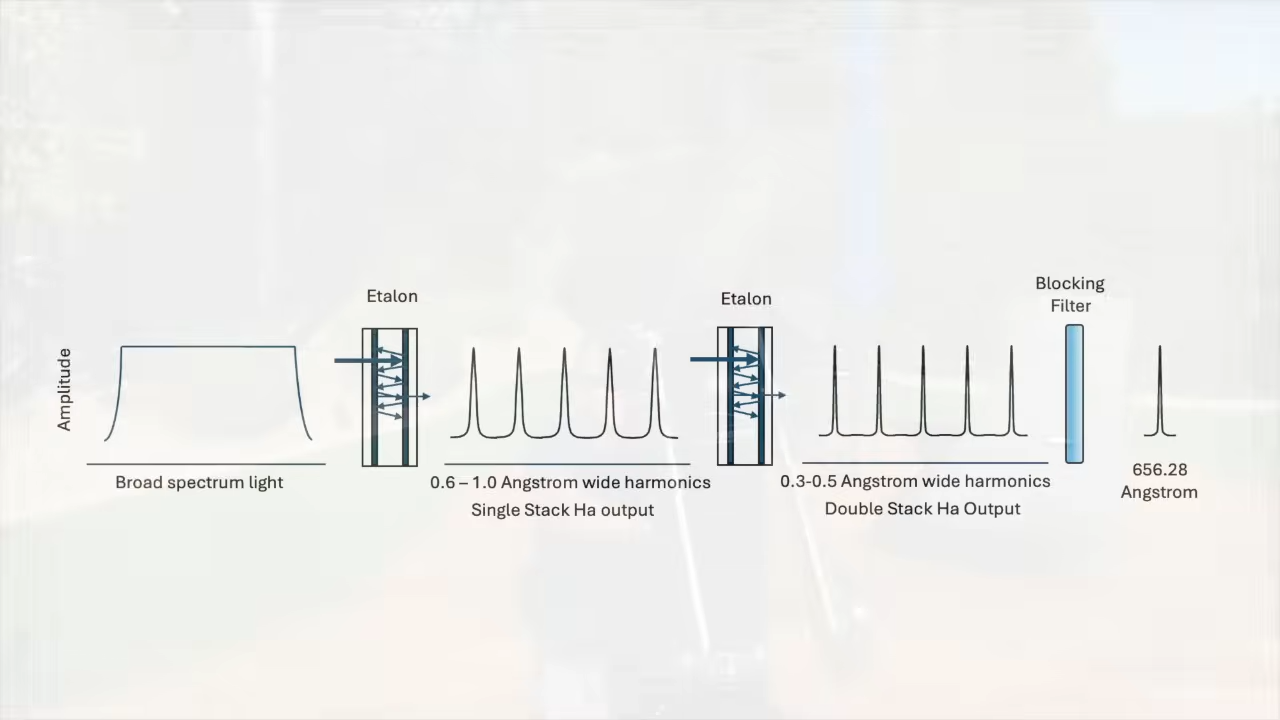 Blocking
Filter
Etalon
Etalon
Amplitude
Broad spectrum light
0.6 – 1.0 Angstrom wide harmonics
Single Stack Ha output
0.3-0.5 Angstrom wide harmonics
Double Stack Ha Output
656.28
Angstrom